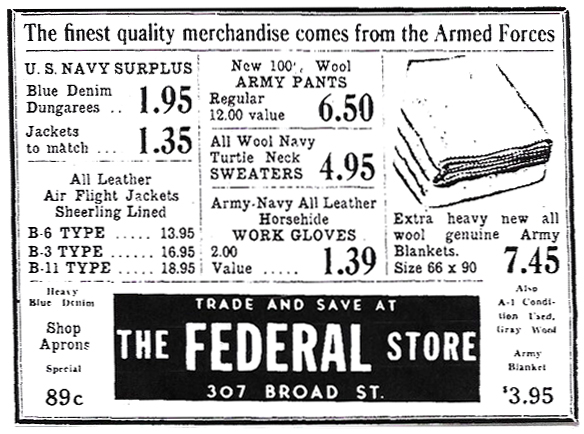 The finest quality merchandise comes from the Armed Forces
U. S. NAVY SURPLUS
Blue Denim
Dungarees .. 1.95
Jackets
to match ... 1.35
All Leather
Air Flight Jackets
Sheerling Lined
B-6 TYPE ..... 13.95
B-3 TYPE ..... 16.95
B-11 TYPE .... 18.95
New 100% Wool
ARMY PANTS
Regular
12.00 value 6.50
All Wool Navy
Turtle Neck
SWEATERS 4.95
Army-Navy All Leather
Horsehide
WORK GLOVES
2.00
Value ..... 1.39
Extra heavy new all
wool genuine Army
Blankets.
Size 66 x 90 7.45
Heavy
Blue Denim
Shop
Aprons
Special
89c
TRADE AND SAVE AT
THE FEDERAL STORE
307 BROAD ST.
Also
A-1 Condi-
tion Used,
Gray Wool
Army
Blanket
$3.95